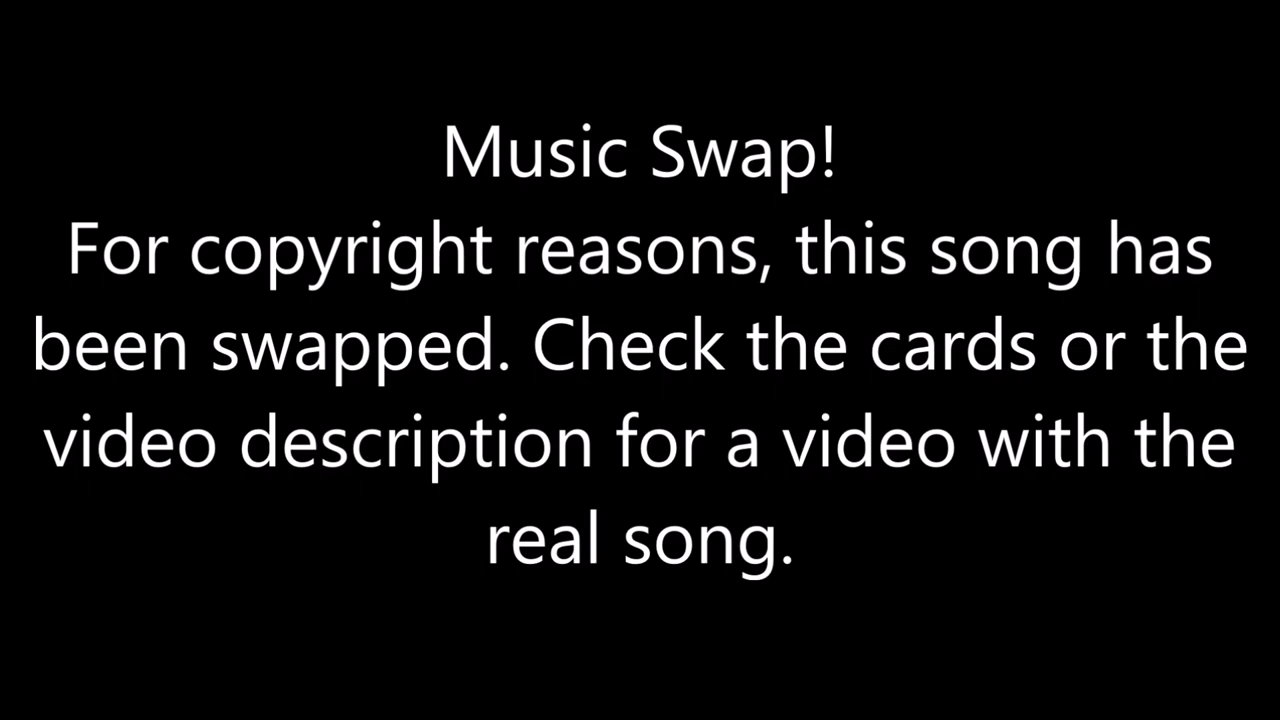 Music Swap!
For copyright reasons, this song has
been swapped. Check the cards or the
video description for a video with the
real song.